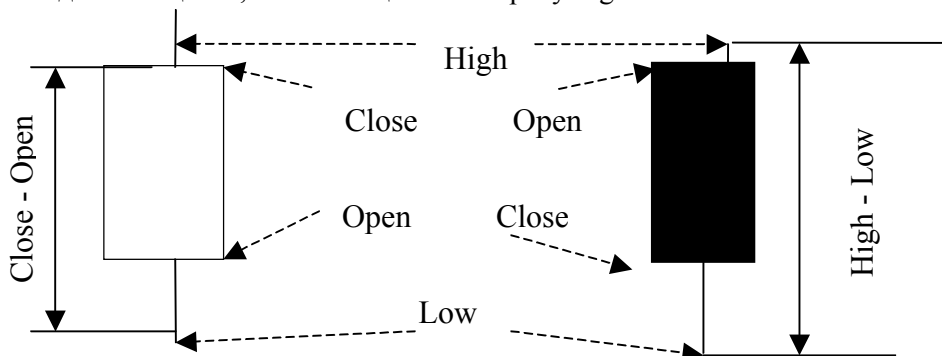 High
Close Open
Close - Open
High - Low
Open Close
Low